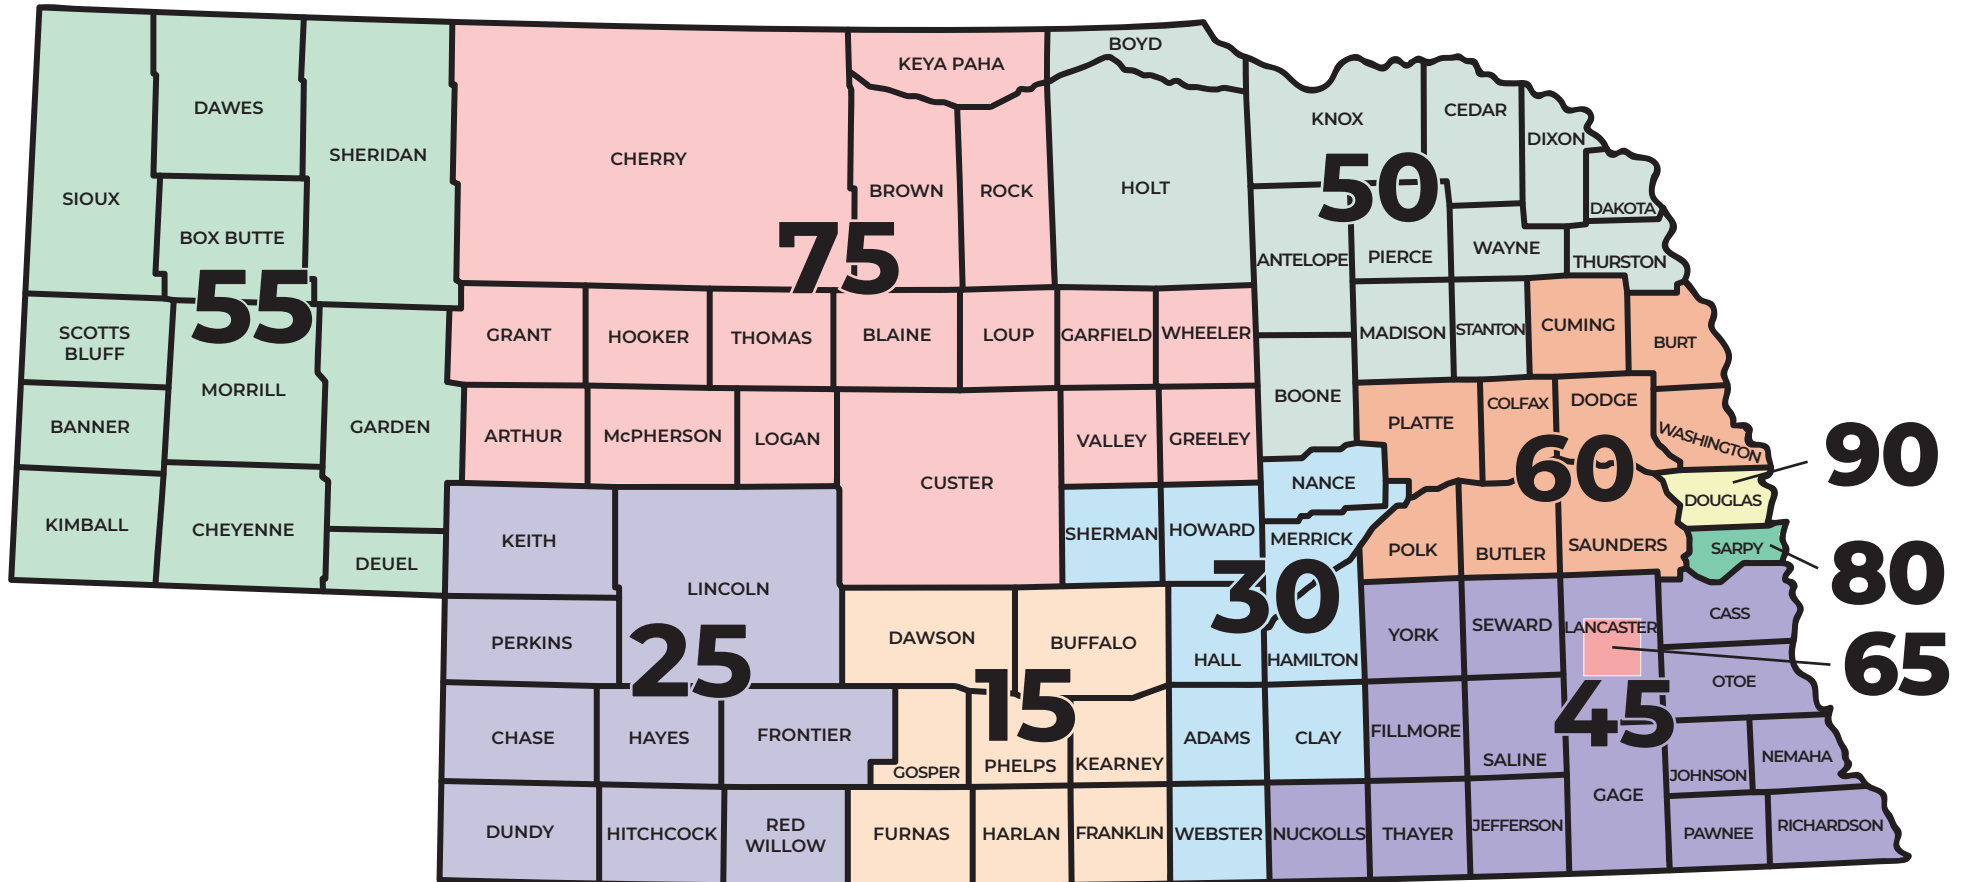 BOYD
KEYA PAHA
DAWES
CEDAR
KNOX
DIXON
SHERIDAN
CHERRY
HOLT
BROWN
ROCK
50
SIOUX
DAKOTA
BOX BUTTE
WAYNE
75
ANTELOPE
PIERCE
THURSTON
55
SCOTTS
BLUFF
GRANT
HOOKER
THOMAS
BLAINE
LOUP
GARFIELD
WHEELER
MADISON
STANTON
CUMING
BURT
MORRILL
BOONE
COLFAX
DODGE
BANNER
GARDEN
ARTHUR
McPHERSON
LOGAN
VALLEY
GREELEY
PLATTE
WASHINGTON
90
60
CUSTER
NANCE
DOUGLAS
KIMBALL
CHEYENNE
KEITH
SHERMAN
HOWARD
MERRICK
POLK
BUTLER
SAUNDERS
SARPY
80
DEUEL
LINCOLN
30
PERKINS
DAWSON
BUFFALO
YORK
SEWARD
LANCASTER
CASS
65
25
HALL
HAMILTON
OTOE
15
45
CHASE
HAYES
FRONTIER
GOSPER
PHELPS
KEARNEY
ADAMS
CLAY
FILLMORE
SALINE
JOHNSON
NEMAHA
GAGE
DUNDY
HITCHCOCK
RED
WILLOW
FURNAS
HARLAN
FRANKLIN
WEBSTER
NUCKOLLS
THAYER
JEFFERSON
PAWNEE
RICHARDSON